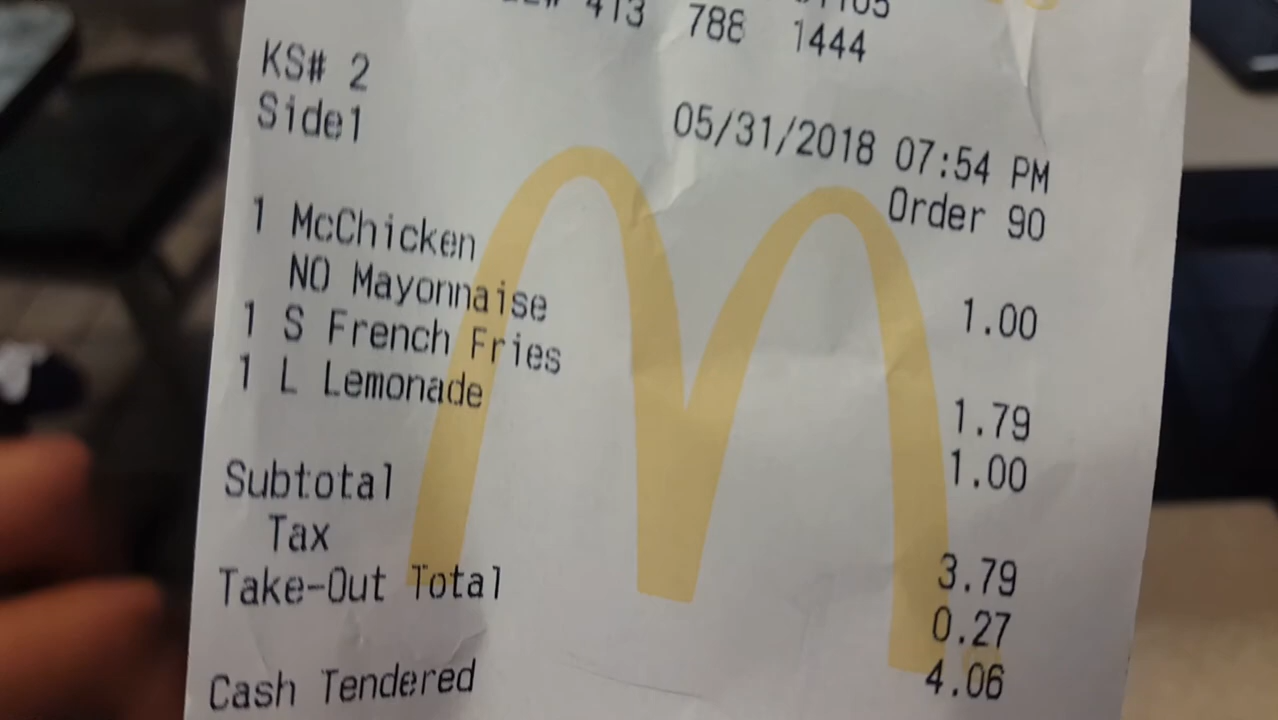 413 788 1444
KS# 2
Side1 05/31/2018 07:54 PM
Order 90
1 McChicken 1.00
NO Mayonnaise
1 S French Fries 1.79
1 L Lemonade 1.00
Subtotal 3.79
Tax 0.27
Take-Out Total 4.06
Cash Tendered